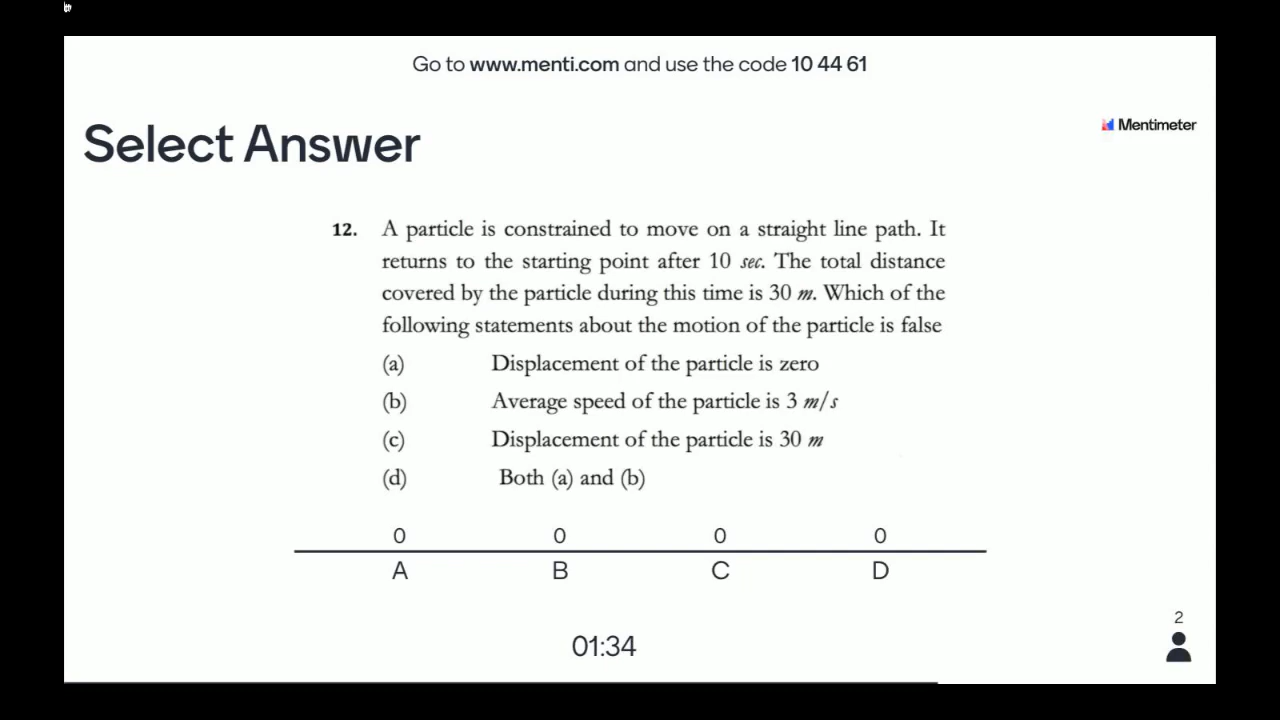 Go to www.menti.com and use the code 10 44 61
Mentimeter
Select Answer
12. A particle is constrained to move on a straight line path. It
returns to the starting point after 10 sec. The total distance
covered by the particle during this time is 30 m. Which of the
following statements about the motion of the particle is false
(a) Displacement of the particle is zero
(b) Average speed of the particle is 3 m/s
(c) Displacement of the particle is 30 m
(d) Both (a) and (b)
0 0 0 0
A B C D
01:34
2